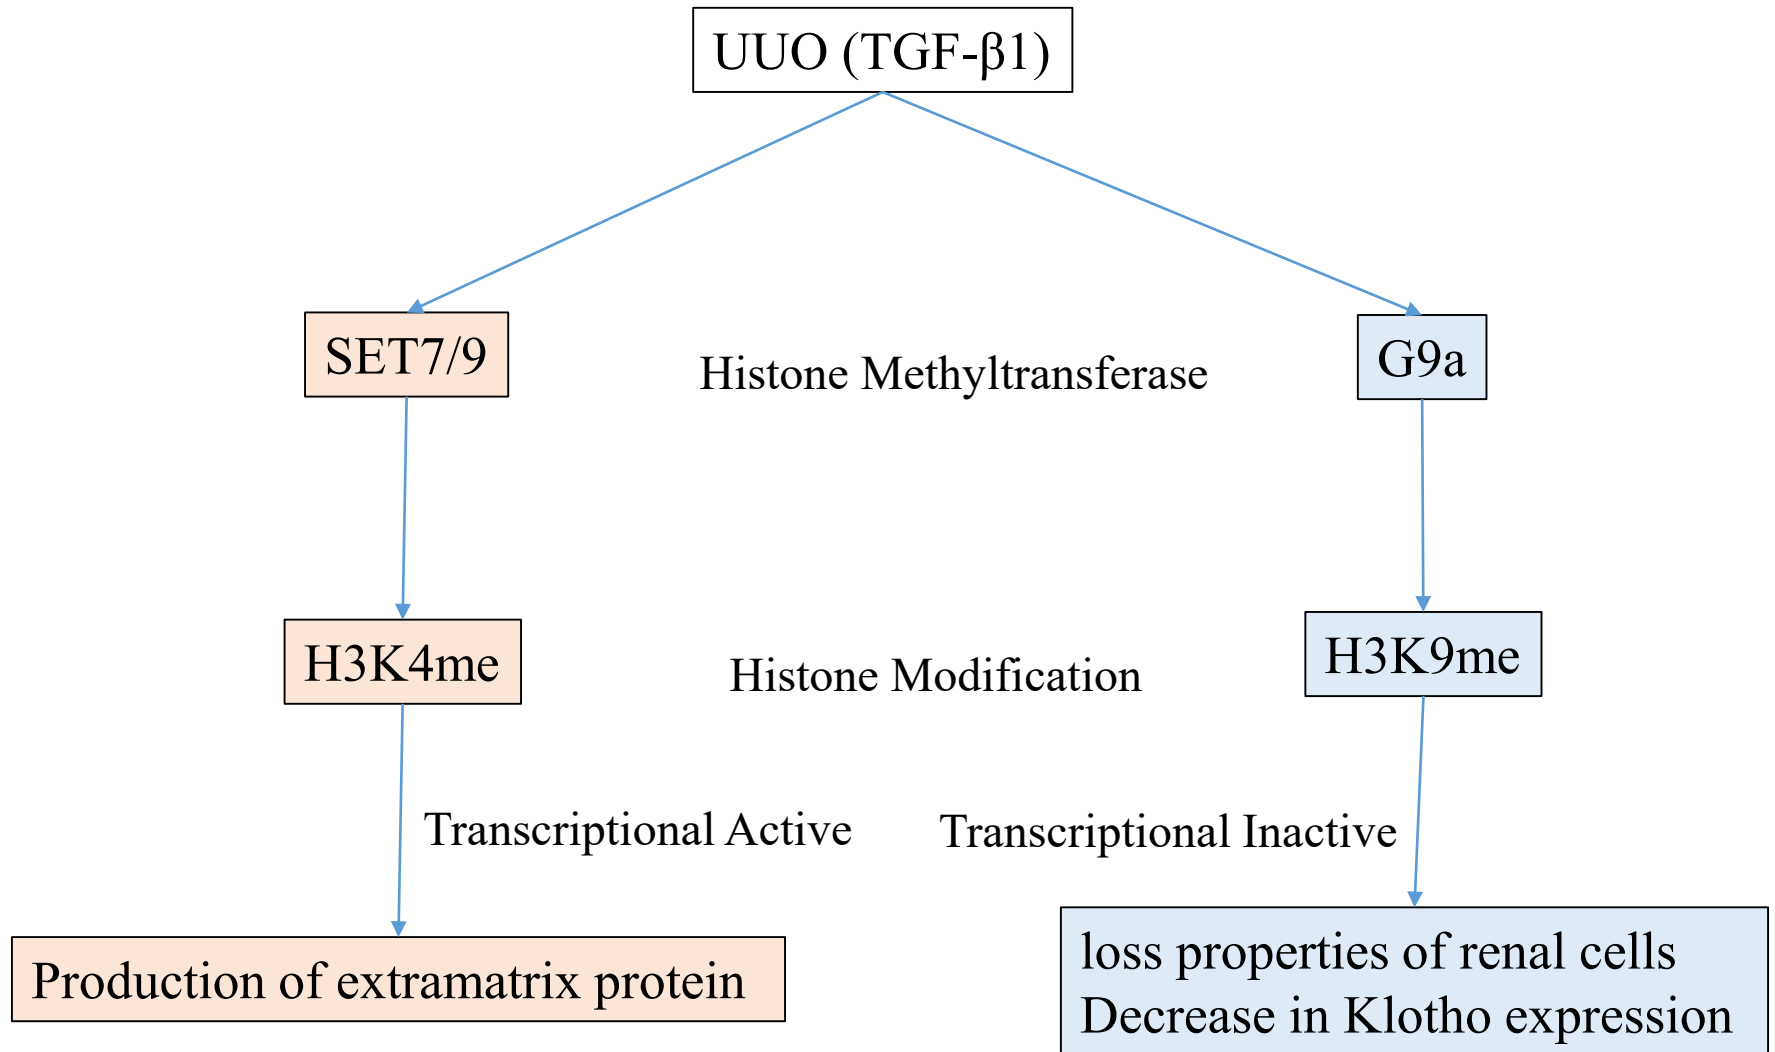 UUO (TGF-β1)
SET7/9
Histone Methyltransferase
G9a
H3K4me
Histone Modification
H3K9me
Transcriptional Active
Transcriptional Inactive
Production of extramatrix protein
loss properties of renal cells
Decrease in Klotho expression